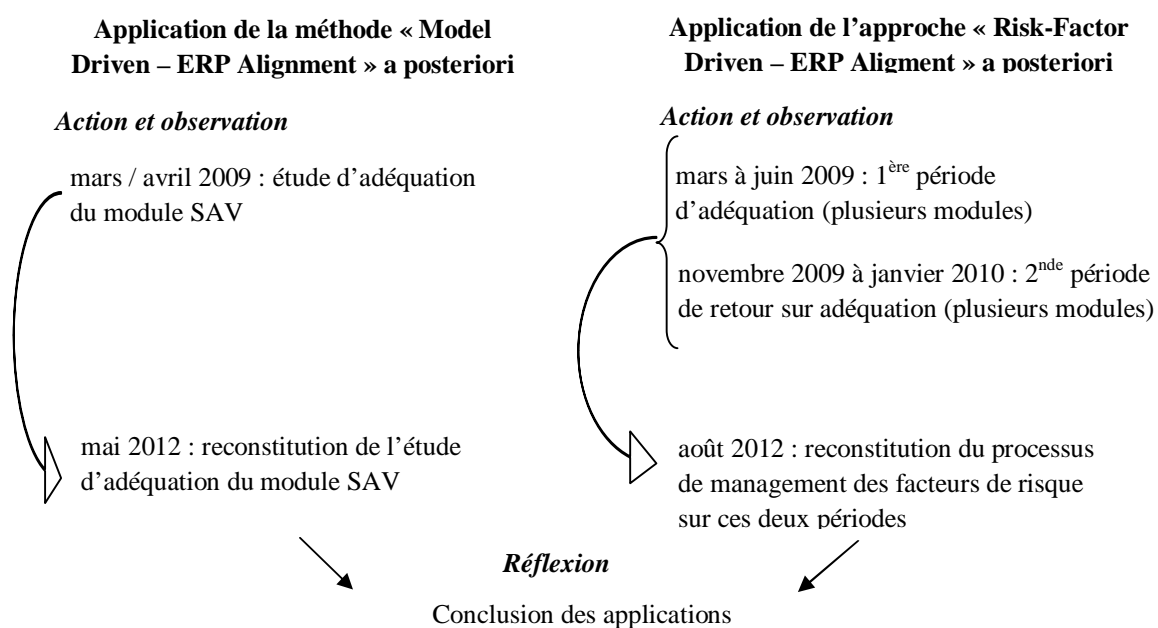 Application de la méthode « Model
Driven – ERP Alignment » a posteriori
Action et observation
mars / avril 2009 : étude d’adéquation
du module SAV
mai 2012 : reconstitution de l’étude
d’adéquation du module SAV
Application de l’approche « Risk-Factor
Driven – ERP Aligment » a posteriori
Action et observation
mars à juin 2009 : 1ère période
d’adéquation (plusieurs modules)
novembre 2009 à janvier 2010 : 2nde période
de retour sur adéquation (plusieurs modules)
août 2012 : reconstitution du processus
de management des facteurs de risque
sur ces deux périodes
Réflexion
Conclusion des applications